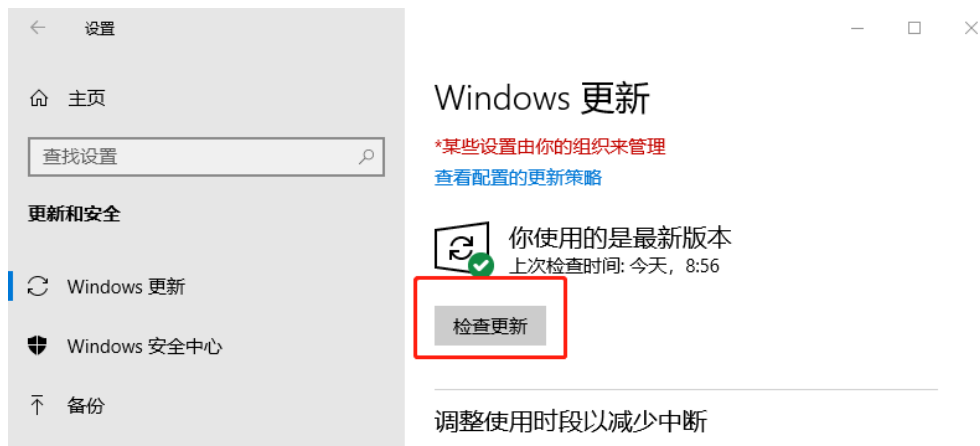 设置
主页
查找设置
更新和安全
Windows 更新
Windows 安全中心
备份
Windows 更新
*某些设置由你的组织来管理
查看配置的更新策略
你使用的是最新版本
上次检查时间: 今天，8:56
检查更新
调整使用时段以减少中断